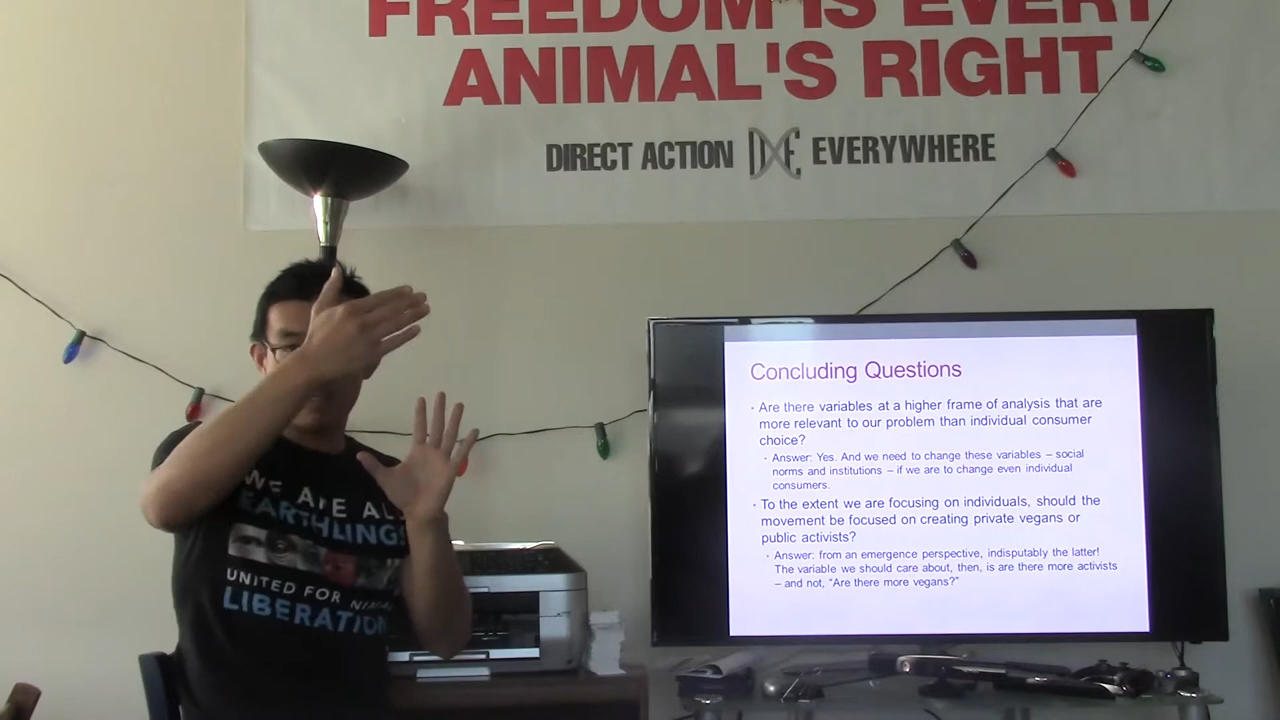 FREEDOM IS EVERY
ANIMAL'S RIGHT
DIRECT ACTION DXE EVERYWHERE
WE ARE ALL
EARTHLINGS
UNITED FOR
LIBERATION
Concluding Questions
· Are there variables at a higher frame of analysis that are
more relevant to our problem than individual consumer
choice?
· Answer: Yes. And we need to change these variables – social
norms and institutions – if we are to change even individual
consumers.
· To the extent we are focusing on individuals, should the
movement be focused on creating private vegans or
public activists?
· Answer: from an emergence perspective, indisputably the latter!
The variable we should care about, then, is are there more activists
– and not, “Are there more vegans?”